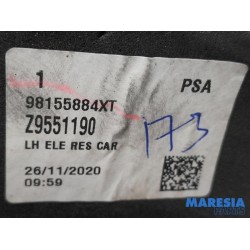 1 PSA
98155884XT
Z9551190
LH ELE RES CAR
173
26/11/2020
09:59
MARESIA